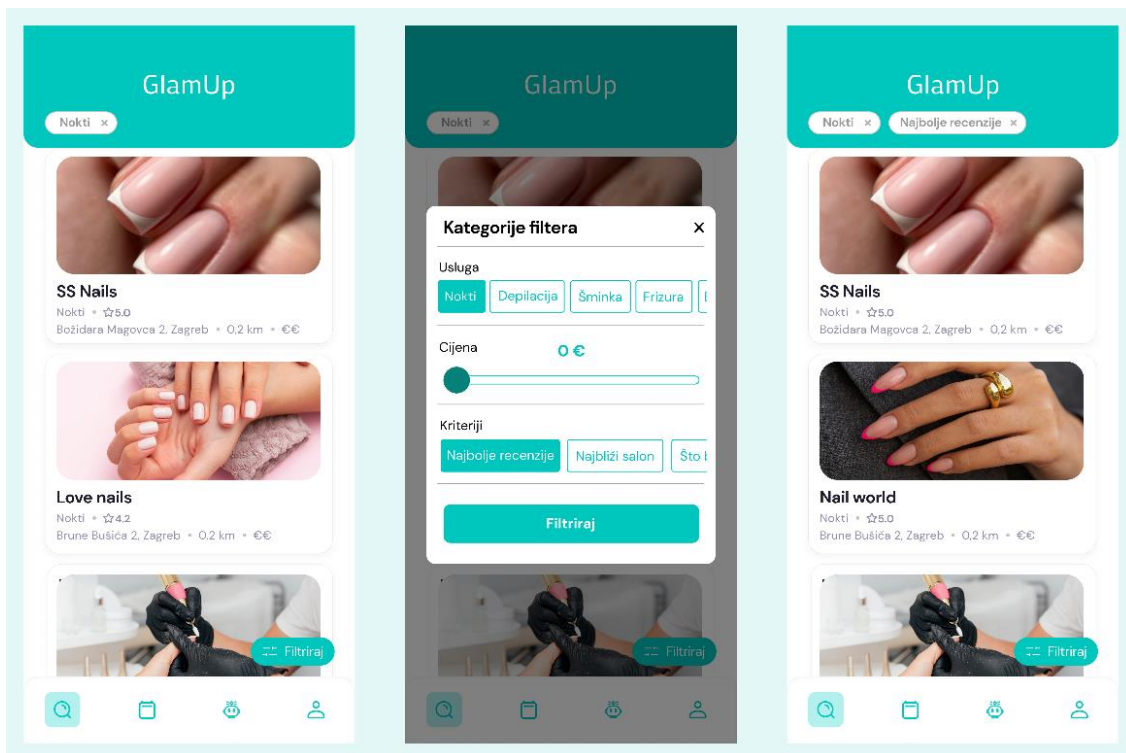 GlamUp
Nokti ×
SS Nails
Nokti • ☆5.0
Božidara Magovca 2, Zagreb • 0,2 km • €€
Love nails
Nokti • ☆4.2
Brune Bušića 2, Zagreb • 0,2 km • €€
Filtriraj
GlamUp
Nokti ×
Kategorije filtera ×
Usluga
Nokti Depilacija Šminka Frizura
Cijena 0 €
Kriteriji
Najbolje recenzije Najbliži salon Što
Filtriraj
Filtriraj
GlamUp
Nokti × Najbolje recenzije ×
SS Nails
Nokti • ☆5.0
Božidara Magovca 2, Zagreb • 0,2 km • €€
Nail world
Nokti • ☆5.0
Brune Bušića 2, Zagreb • 0,2 km • €€
Filtriraj